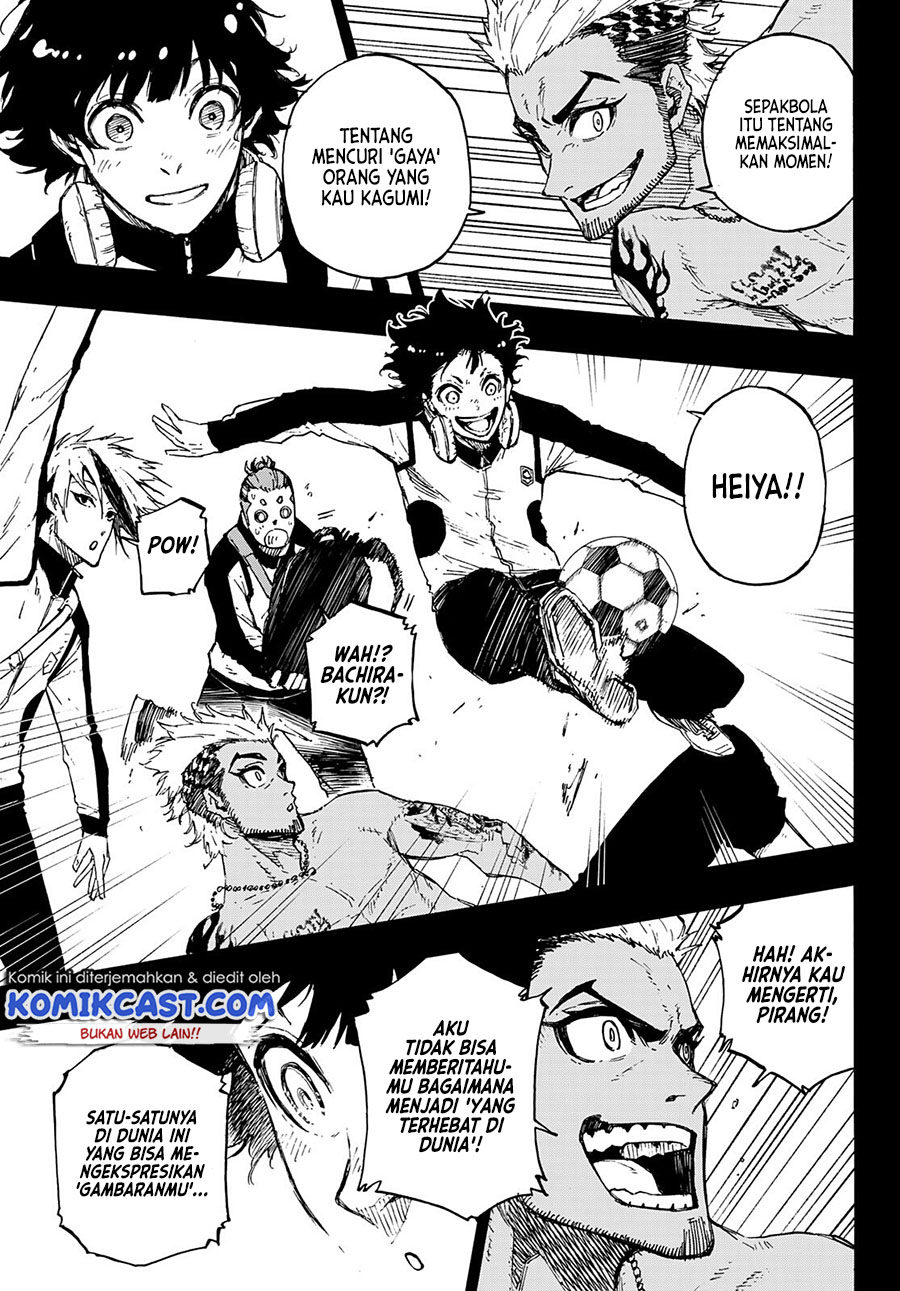 SEPAKBOLA
ITU TENTANG
MEMAKSIMAL-
KAN MOMEN!
TENTANG
MENCURI 'GAYA'
ORANG YANG
KAU KAGUMI!
HEIYA!!
POW!
WAH!?
BACHIRA-
KUN?!
HAH! AK-
HIRNYA KAU
MENGERTI,
PIRANG!
AKU
TIDAK BISA
MEMBERITAHU-
MU BAGAIMANA
MENJADI 'YANG
TERHEBAT DI
DUNIA'!
SATU-SATUNYA
DI DUNIA INI
YANG BISA ME-
NGEKSPRESIKAN
'GAMBARANMU'...
Komik ini diterjemahkan & diedit oleh
KOMIKCAST.COM
BUKAN WEB LAIN!!